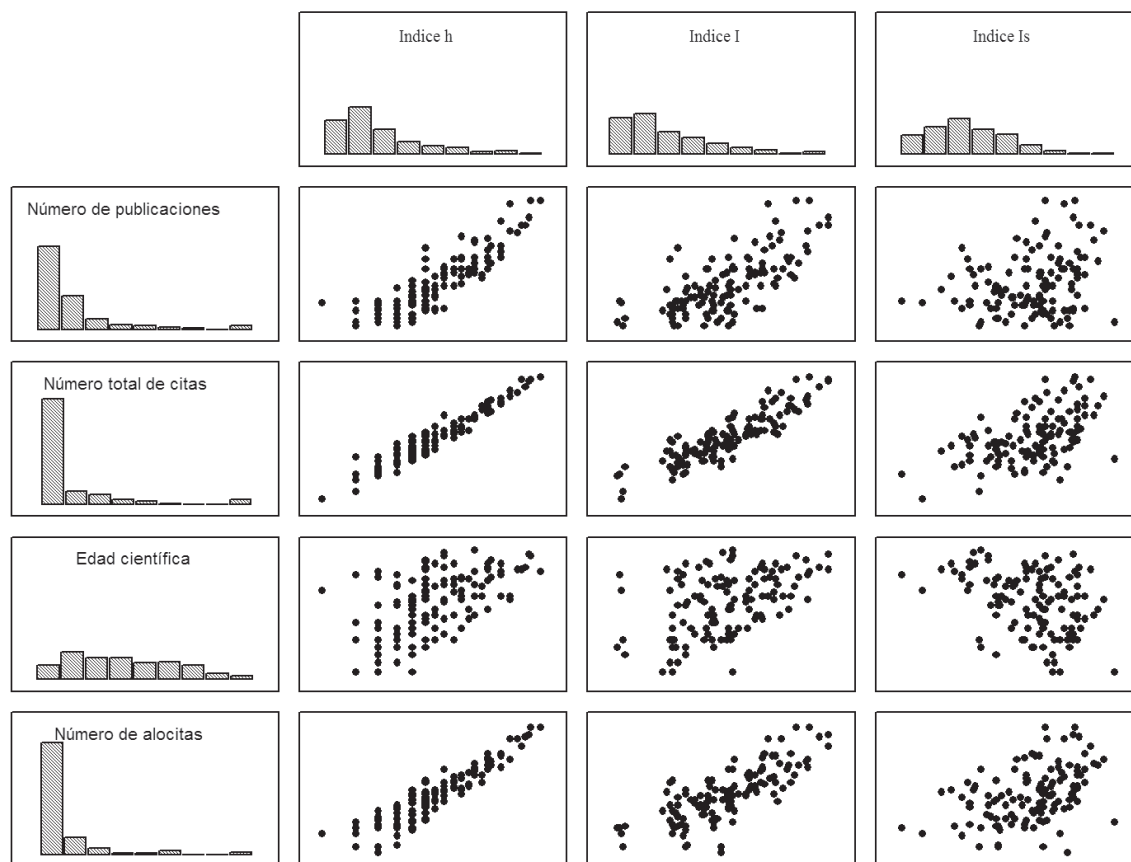 Indice h
Indice I
Indice Is
Número de publicaciones
Número total de citas
Edad científica
Número de alocitas